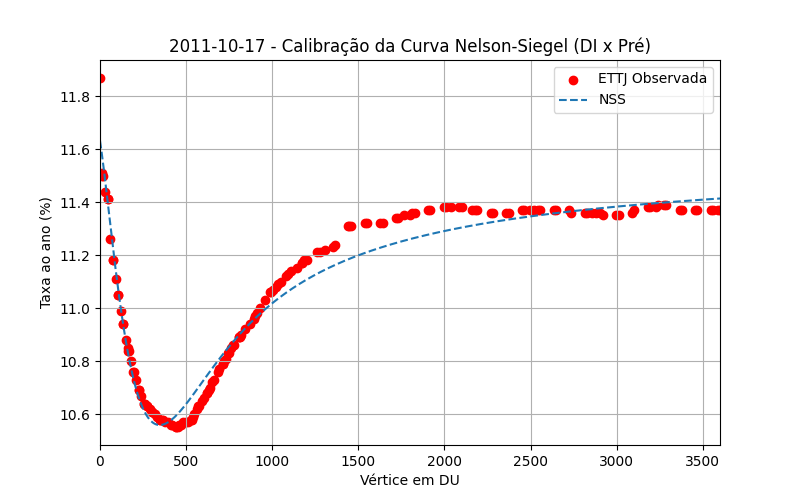 2011-10-17 - Calibração da Curva Nelson-Siegel (DI x Pré)
ETTJ Observada
NSS
Taxa ao ano (%)
11.8
11.6
11.4
11.2
11.0
10.8
10.6
0 500 1000 1500 2000 2500 3000 3500
Vértice em DU